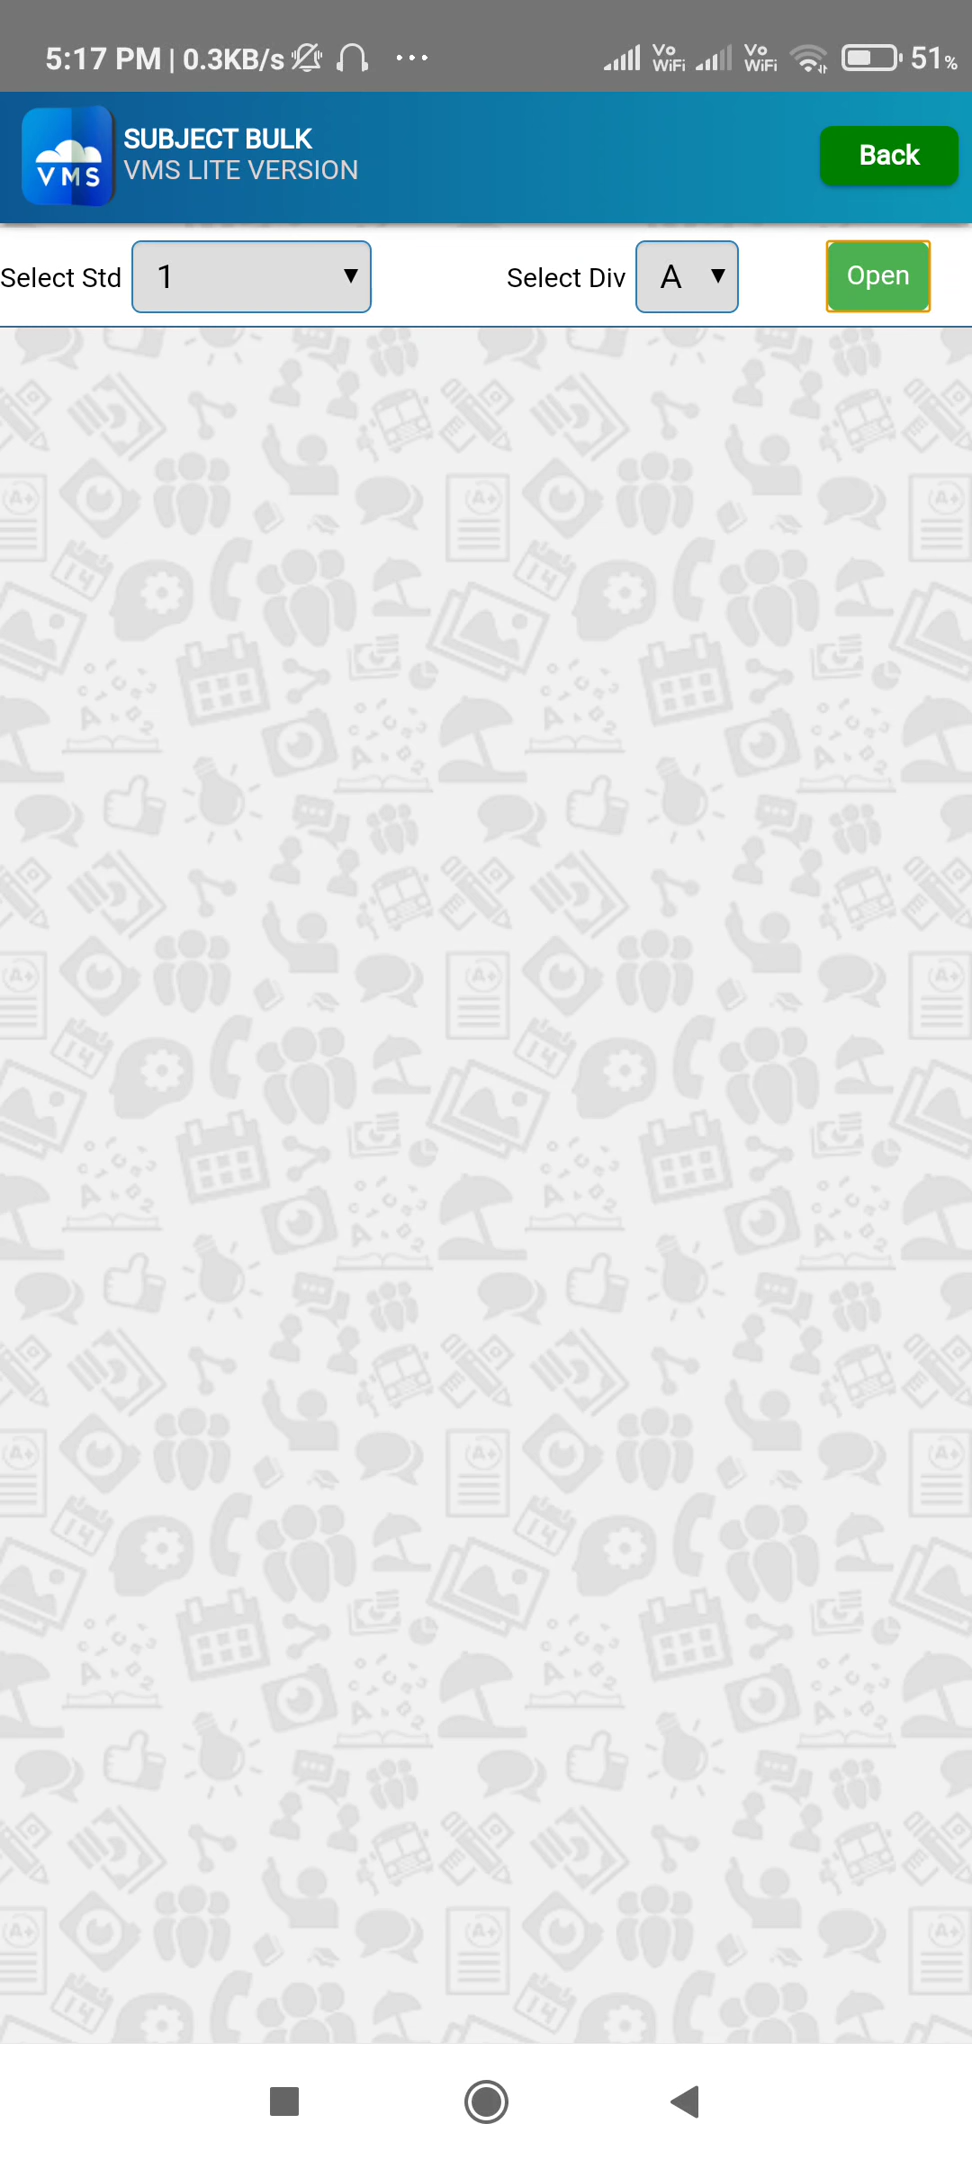 5:17 PM | 0.3KB/s ... Vo WiFi Vo WiFi 51%
VMS
SUBJECT BULK
VMS LITE VERSION
Back
Select Std 1 Select Div A Open